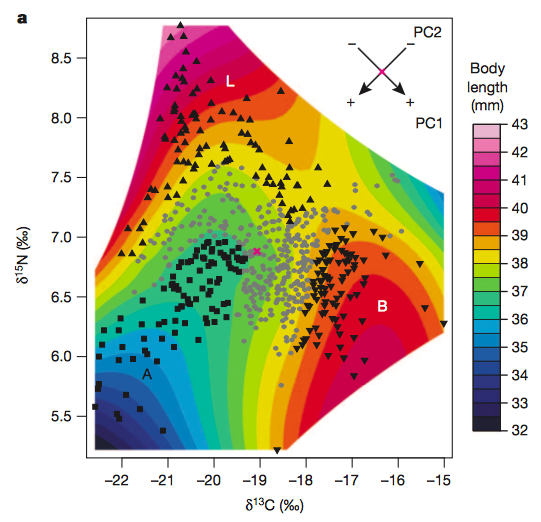 a
PC2
− −
+ +
PC1
L
B
A
Body
length
(mm)
43
42
41
40
39
38
37
36
35
34
33
32
8.5
8.0
7.5
7.0
6.5
6.0
5.5
δ15N (‰)
−22 −21 −20 −19 −18 −17 −16 −15
δ13C (‰)